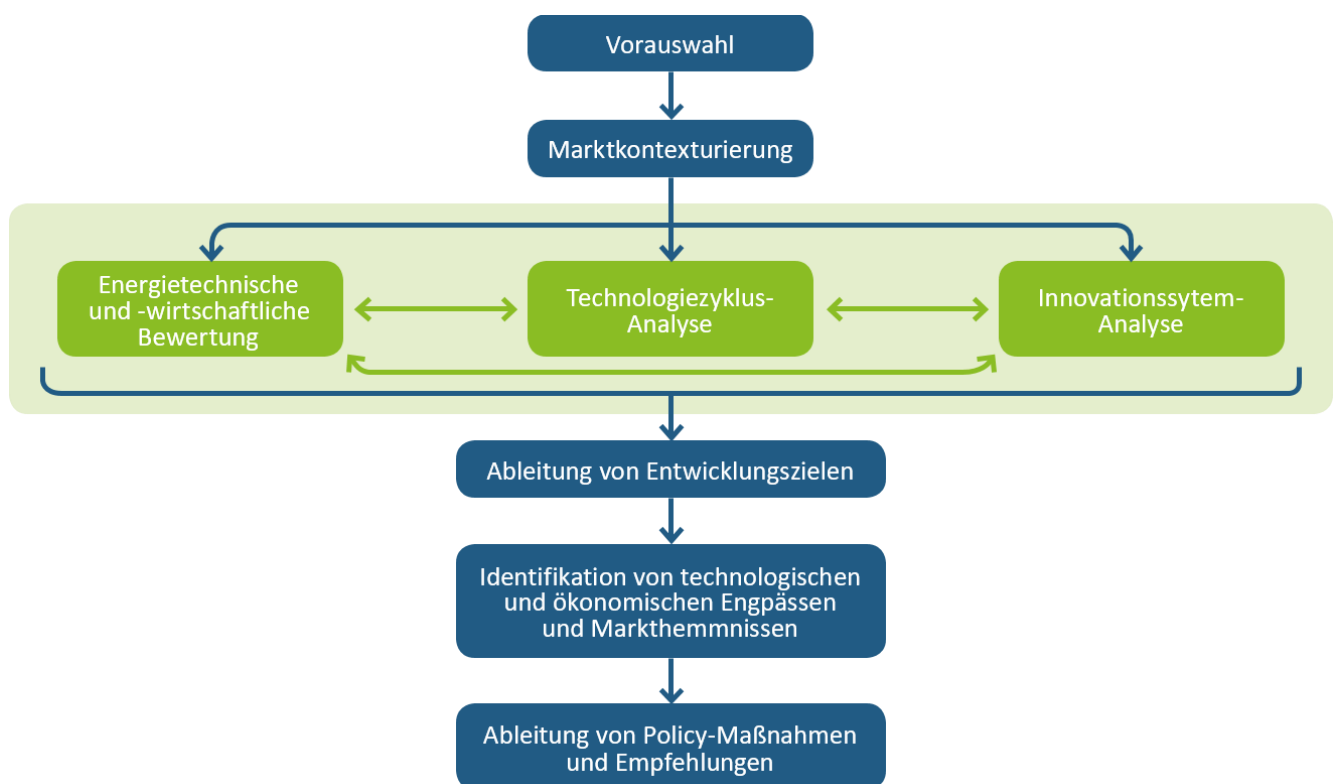 Vorauswahl
Marktkontexturierung
Energietechnische
und -wirtschaftliche
Bewertung
Technologiezyklus-
Analyse
Innovationssytem-
Analyse
Ableitung von Entwicklungszielen
Identifikation von technologischen
und ökonomischen Engpässen
und Markthemmnissen
Ableitung von Policy-Maßnahmen
und Empfehlungen